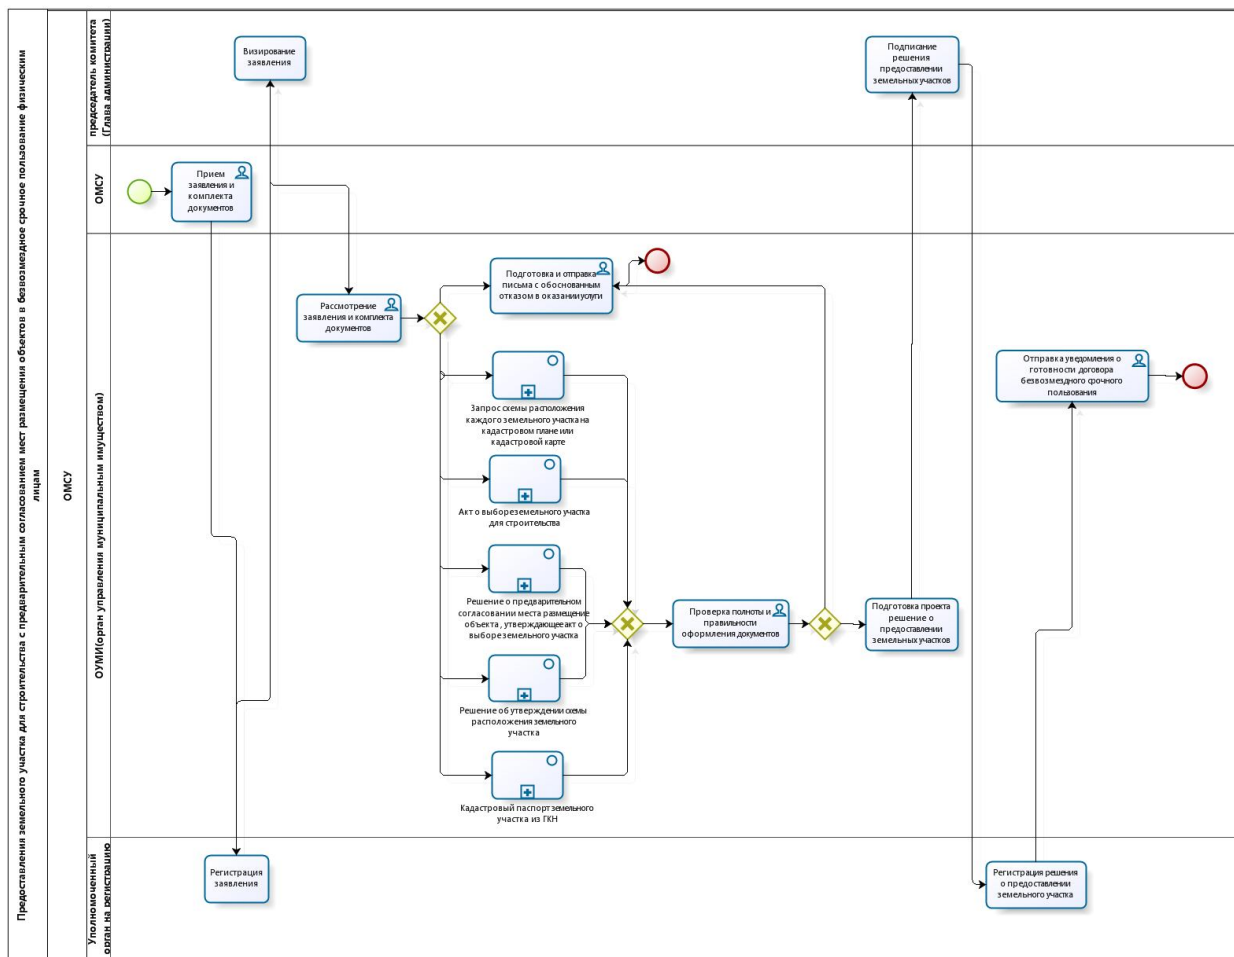 Предоставления земельного участка для строительства с предварительным согласованием мест размещения объектов в безвозмездное срочное пользование физическим
лицам
ОМСУ
председатель комитета
(Глава администрации)
Визирование
заявления
Подписание
решения
предоставлении
земельных участков
ОМСУ
Прием
заявления и
комплекта
документов
ОУМИ(орган управления муниципальным имуществом)
Рассмотрение
заявления и комплекта
документов
Подготовка и отправка
письма с обоснованным
отказом в оказании услуги
Запрос схемы расположения
каждого земельного участка на
кадастровом плане или
кадастровой карте
Акт о выборе земельного участка
для строительства
Решение о предварительном
согласовании места размещение
объекта , утверждающее акт о
выборе земельного участка
Решение об утверждении схемы
расположения земельного
участка
Кадастровый паспорт земельного
участка из ГКН
Проверка полноты и
правильности
оформления документов
Подготовка проекта
решение о
предоставлении
земельных участков
Отправка уведомления о
готовности договора
безвозмездного срочного
пользования
Уполномоченный
орган на регистрацию
Регистрация
заявления
Регистрация решения
о предоставлении
земельного участка